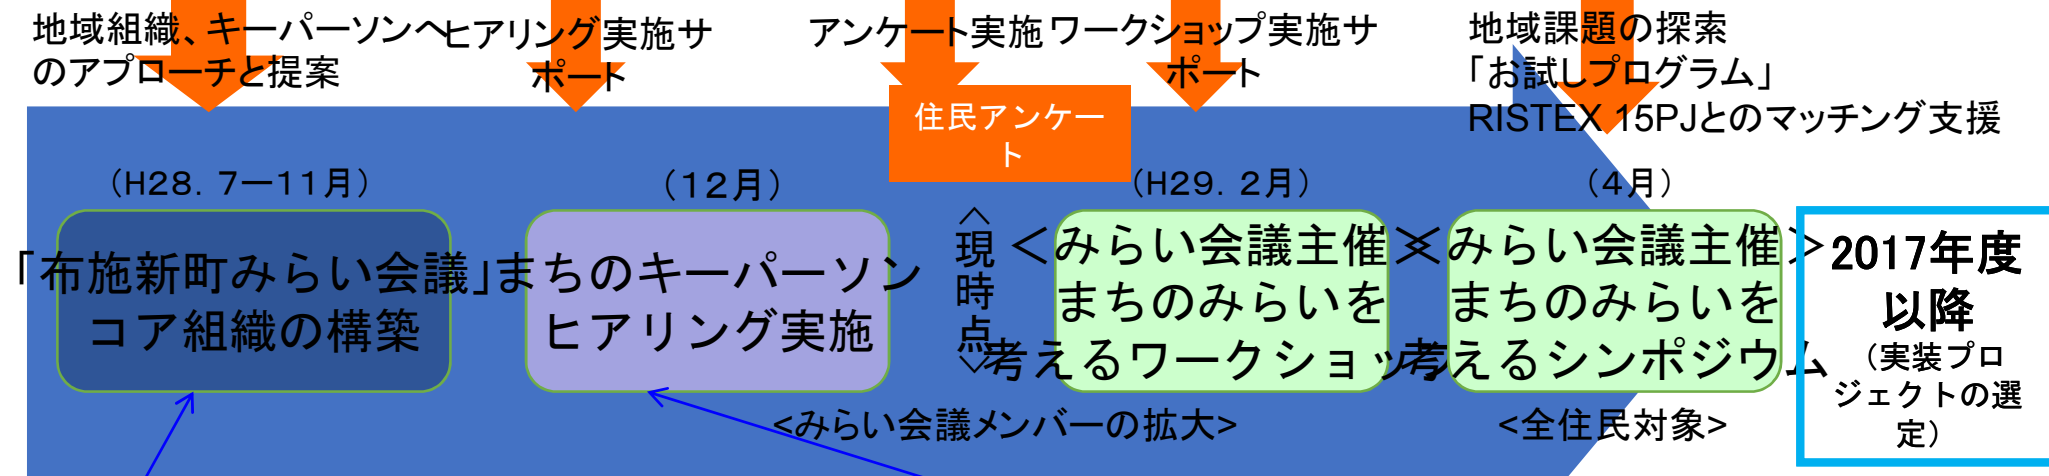 地域組織、キーパーソンへ
のアプローチと提案
ヒアリング実施サ
ポート
アンケート実施
ワークショップ実施サ
ポート
地域課題の探索
「お試しプログラム」
RISTEX 15PJとのマッチング支援
住民アンケー
ト
（H28．7－11月）
（12月）
（H29．2月）
（4月）
「布施新町みらい会議」
コア組織の構築
まちのキーパーソン
ヒアリング実施
＜現時点＞
＜みらい会議主催＞
まちのみらいを
考えるワークショップ
＜みらい会議主催＞
まちのみらいを
考えるシンポジウム
2017年度
以降
（実装プロ
ジェクトの選
定）
<みらい会議メンバーの拡大>
<全住民対象>